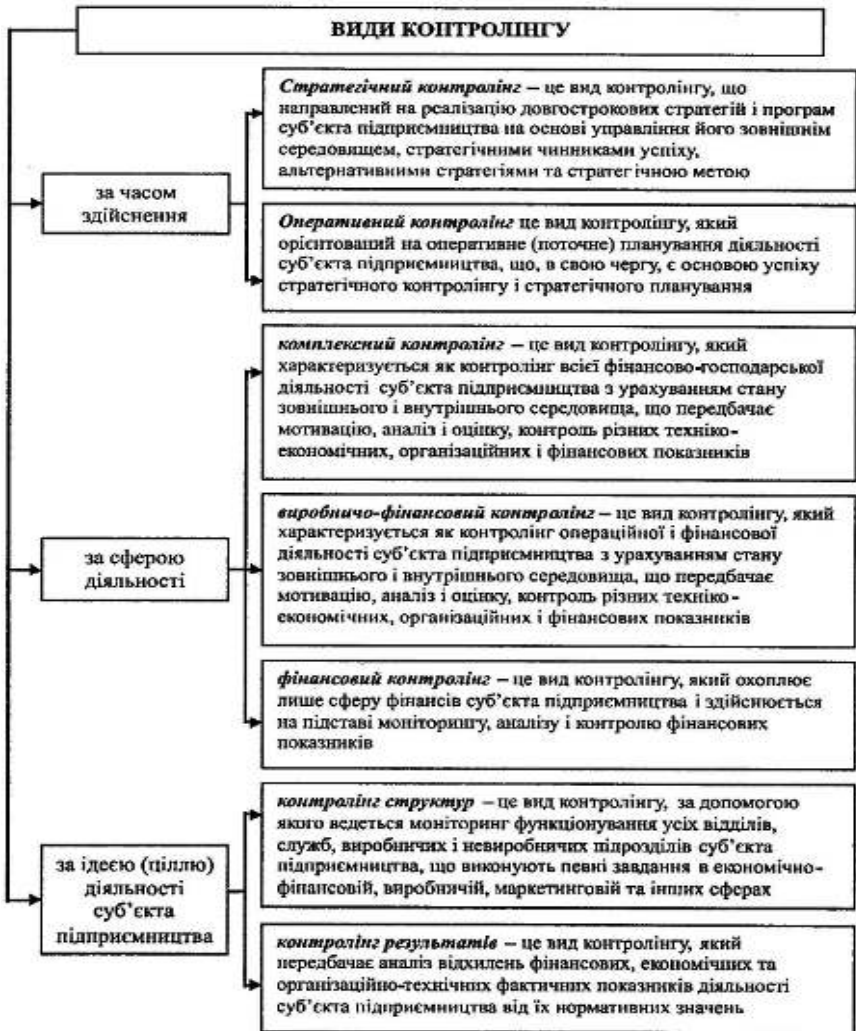 ВИДИ КОНТРОЛІНГУ
Стратегічний контролінг – це вид контролінгу, що
направлений на реалізацію довгострокових стратегій і програм
суб’єкта підприємництва на основі управління його зовнішнім
середовищем, стратегічними чинниками успіху,
альтернативними стратегіями та стратегічною метою
за часом
здійснення
Оперативний контролінг це вид контролінгу, який
орієнтований на оперативне (поточне) планування діяльності
суб’єкта підприємництва, що, в свою чергу, є основою успіху
стратегічного контролінгу і стратегічного планування
комплексний контролінг – це вид контролінгу, який
характеризується як контролінг всієї фінансово-господарської
діяльності суб’єкта підприємництва з урахуванням стану
зовнішнього і внутрішнього середовища, що передбачає
мотивацію, аналіз і оцінку, контроль різних техніко-
економічних, організаційних і фінансових показників
за сферою
діяльності
виробничо-фінансовий контролінг – це вид контролінгу, який
характеризується як контролінг операційної і фінансової
діяльності суб’єкта підприємництва з урахуванням стану
зовнішнього і внутрішнього середовища, що передбачає
мотивацію, аналіз і оцінку, контроль різних техніко-
економічних, організаційних і фінансових показників
фінансовий контролінг – це вид контролінгу, який охоплює
лише сферу фінансів суб’єкта підприємництва і здійснюється
на підставі моніторингу, аналізу і контролю фінансових
показників
за ідеєю (ціллю)
діяльності
суб’єкта
підприємництва
контролінг структур – це вид контролінгу, за допомогою
якого ведеться моніторинг функціонування усіх відділів,
служб, виробничих і невиробничих підрозділів суб’єкта
підприємництва, що виконують певні завдання в економічно-
фінансовій, виробничій, маркетинговій та інших сферах
контролінг результатів – це вид контролінгу, який
передбачає аналіз відхилень фінансових, економічних та
організаційно-технічних фактичних показників діяльності
суб’єкта підприємництва від їх нормативних значень